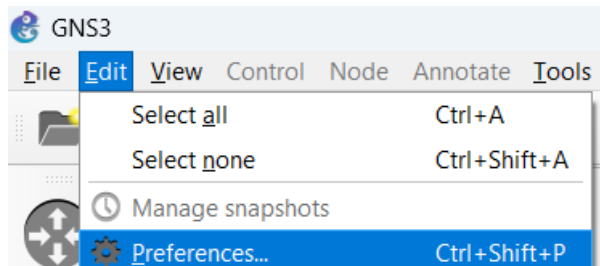 GNS3
File Edit View Control Node Annotate Tools
Select all Ctrl+A
Select none Ctrl+Shift+A
Manage snapshots
Preferences... Ctrl+Shift+P